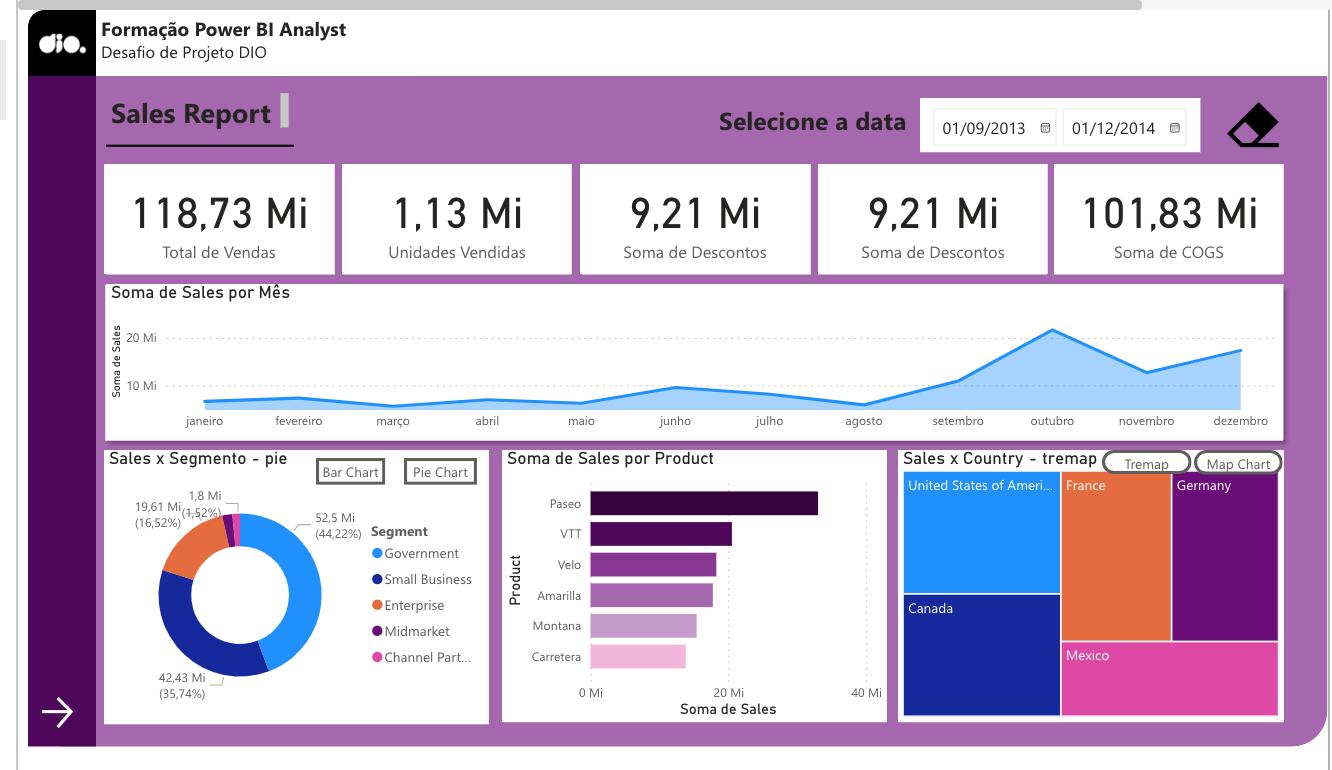 dio.
Formação Power BI Analyst
Desafio de Projeto DIO
Sales Report
Selecione a data
01/09/2013
01/12/2014
118,73 Mi
Total de Vendas
1,13 Mi
Unidades Vendidas
9,21 Mi
Soma de Descontos
9,21 Mi
Soma de Descontos
101,83 Mi
Soma de COGS
Soma de Sales por Mês
Soma de Sales
20 Mi
10 Mi
janeiro
fevereiro
março
abril
maio
junho
julho
agosto
setembro
outubro
novembro
dezembro
Sales x Segmento - pie
Bar Chart
Pie Chart
1,8 Mi
(1,52%)
19,61 Mi
(16,52%)
52,5 Mi
(44,22%)
42,43 Mi
(35,74%)
Segment
Government
Small Business
Enterprise
Midmarket
Channel Part...
Soma de Sales por Product
Product
Paseo
VTT
Velo
Amarilla
Montana
Carretera
0 Mi
20 Mi
40 Mi
Soma de Sales
Sales x Country - tremap
Tremap
Map Chart
United States of Ameri...
France
Germany
Canada
Mexico